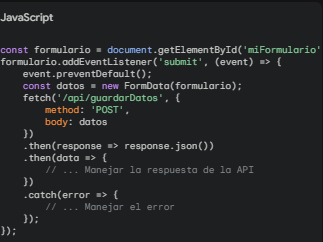 JavaScript
const formulario = document.getElementById('miFormulario'
formulario.addEventListener('submit', (event) => {
    event.preventDefault();
    const datos = new FormData(formulario);
    fetch('/api/guardarDatos', {
        method: 'POST',
        body: datos
    })
    .then(response => response.json())
    .then(data => {
        // ... Manejar la respuesta de la API
    })
    .catch(error => {
        // ... Manejar el error
    });
});